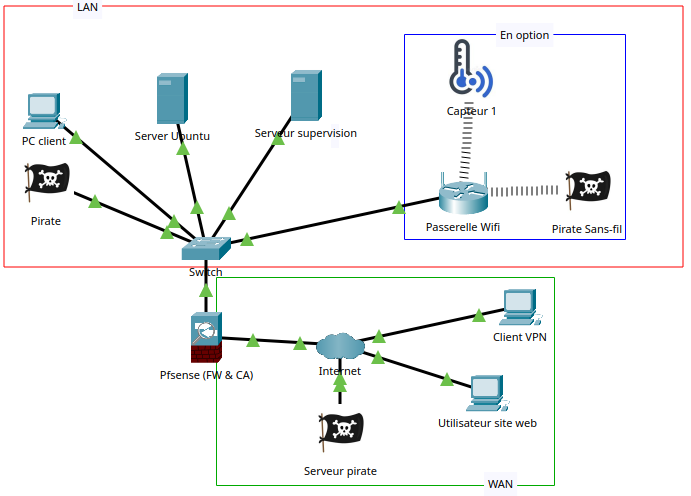 LAN
En option
Capteur 1
PC client
Server Ubuntu
Serveur supervision
Pirate
Passerelle Wifi
Pirate Sans-fil
Switch
Client VPN
Pfsense (FW & CA)
Internet
Utilisateur site web
Serveur pirate
WAN